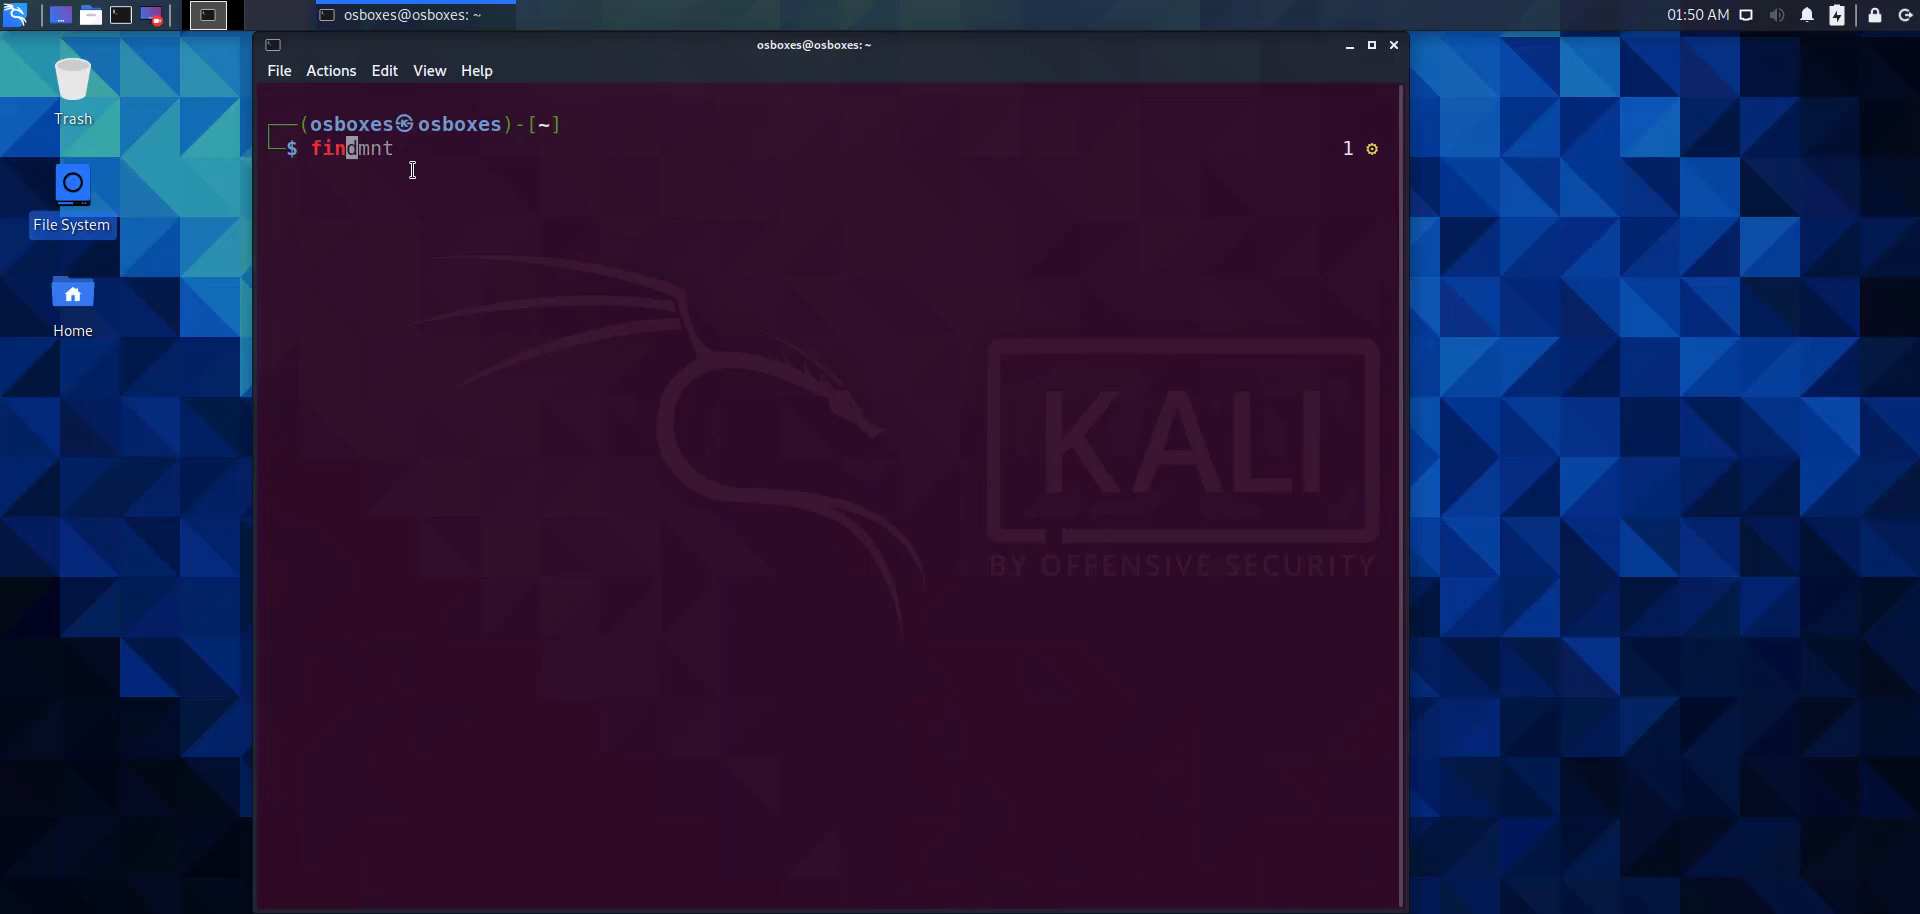 osboxes@osboxes: ~
01:50 AM
osboxes@osboxes: ~
File Actions Edit View Help
Trash
File System
Home
(osboxes㉿osboxes)-[~]
$ findmnt
1 ⚙
KALI
BY OFFENSIVE SECURITY